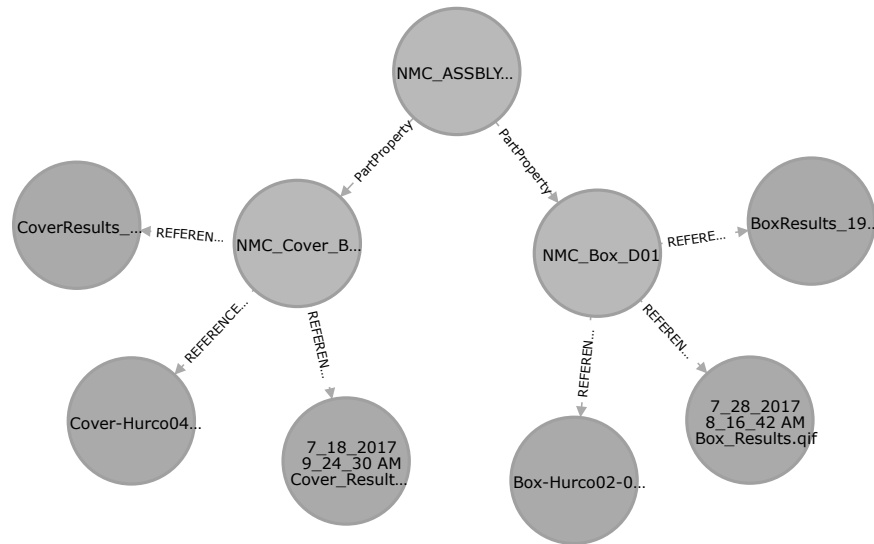 NMC_ASSBLY...
PartProperty
PartProperty
CoverResults_...
REFEREN...
NMC_Cover_B...
NMC_Box_D01
REFERE...
BoxResults_19...
REFERENCE...
REFEREN...
REFEREN...
REFEREN...
Cover-Hurco04...
7_18_2017
9_24_30 AM
Cover_Result...
Box-Hurco02-0...
7_28_2017
8_16_42 AM
Box_Results.qif